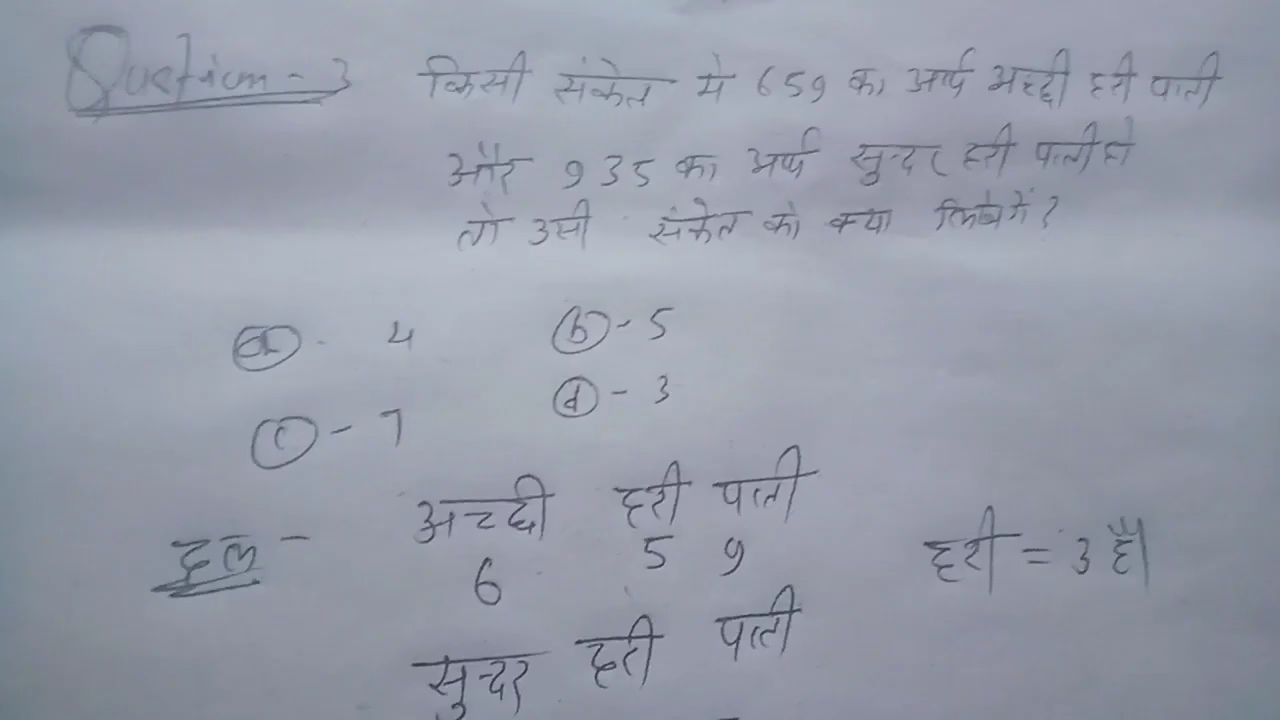 Question - 3 किसी संकेत मे 659 का अर्थ अच्छी हरी पत्ती
और 935 का अर्थ सुन्दर हरी पत्ती हो
तो उसी संकेत को क्या लिखेगें?
(a) - 4 (b) - 5
(c) - 7 (d) - 3
अच्छी हरी पत्ती
हल - 6 5 9 हरी = 3 है।
सुन्दर हरी पत्ती